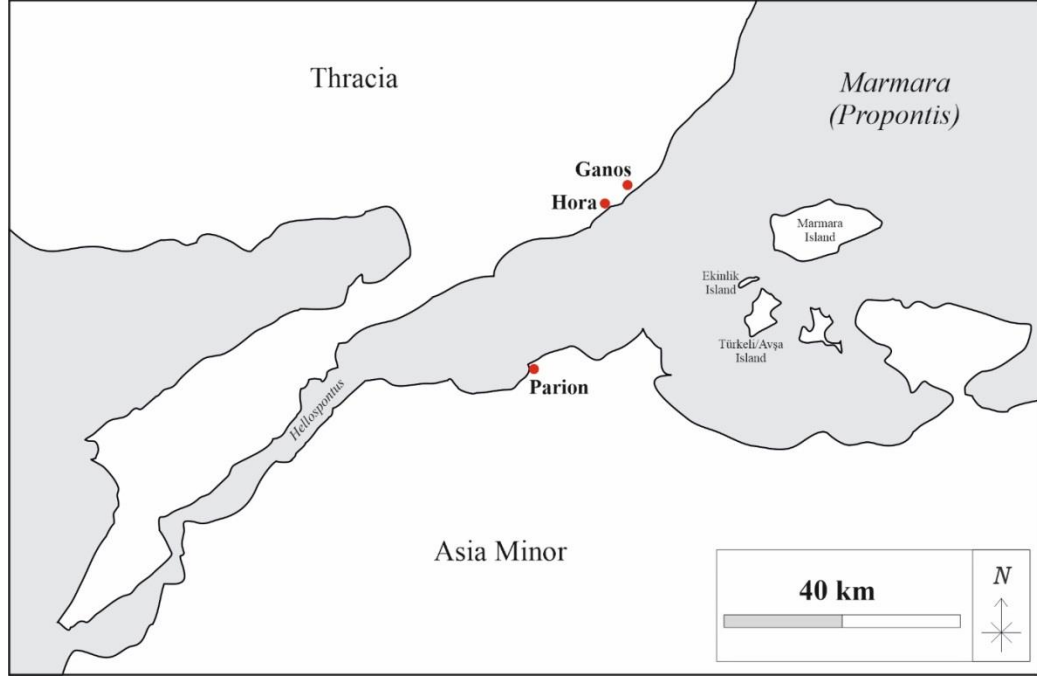 Thracia
Marmara
(Propontis)
Ganos
Hora
Marmara
Island
Ekinlik
Island
Türkeli/Avşa
Island
Parion
Hellospontus
Asia Minor
40 km
N